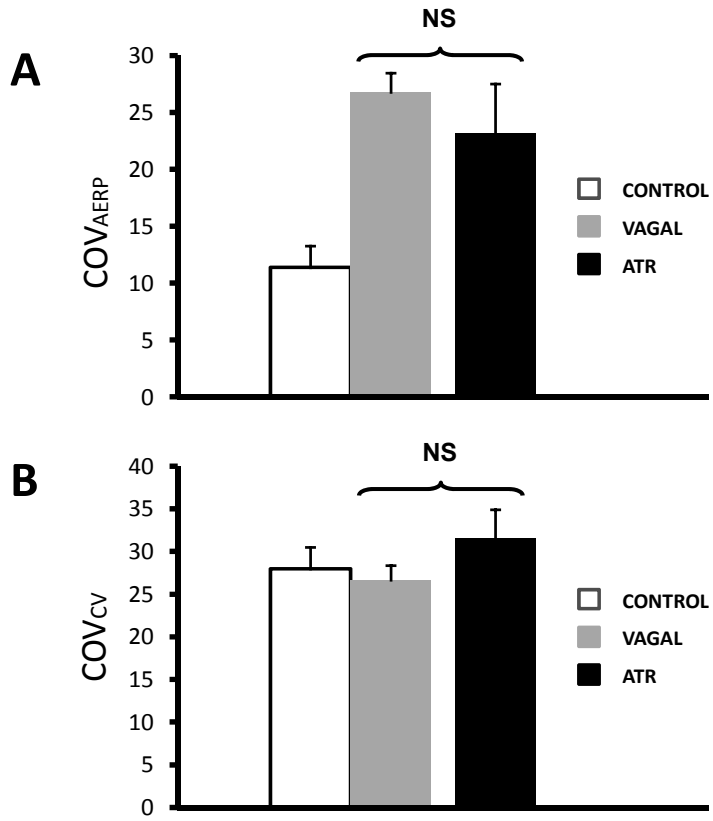 A
NS
COVAERP
30
25
20
15
10
5
0
CONTROL
VAGAL
ATR
B
NS
COVCV
40
35
30
25
20
15
10
5
0
CONTROL
VAGAL
ATR